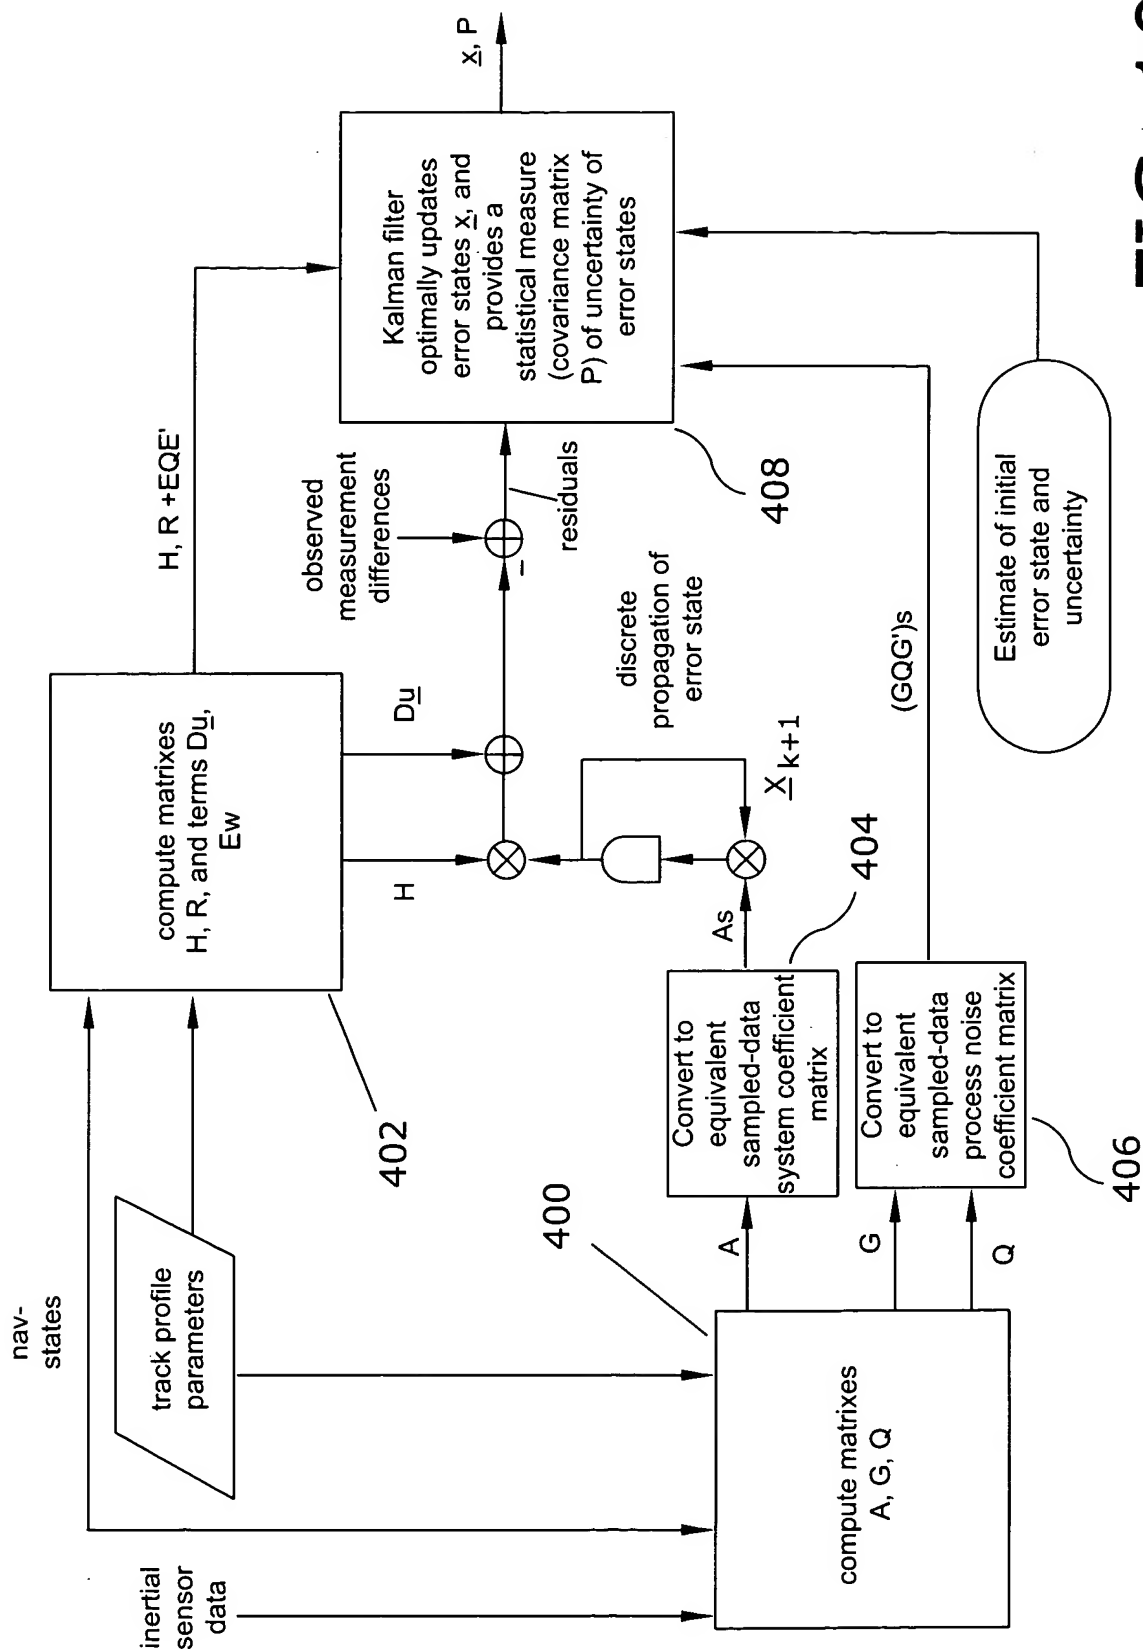 inertial
sensor
data
nav-
states
track profile
parameters
compute matrixes
A, G, Q
400
A
G
Q
402
compute matrixes
H, R, and terms D<u>u</u>,
Ew
H, R +EQE'
H
D<u>u</u>
Convert to
equivalent
sampled-data
system coefficient
matrix
404
As
Convert to
equivalent
sampled-data
process noise
coefficient matrix
406
(GQG')s
<u>X</u> k+1
discrete
propagation of
error state
observed
measurement
differences
-
residuals
408
Kalman filter
optimally updates
error states <u>x</u>, and
provides a
statistical measure
(covariance matrix
P) of uncertainty of
error states
<u>x</u>, P
Estimate of initial
error state and
uncertainty